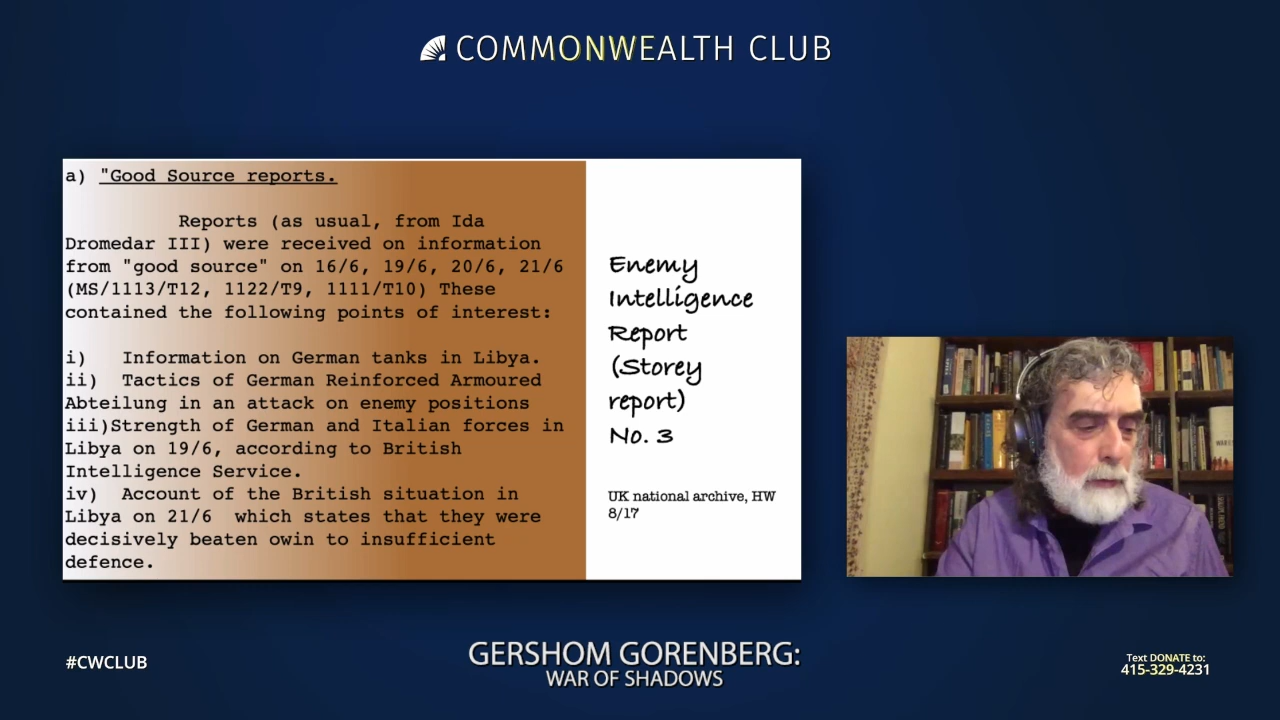 COMMONWEALTH CLUB
a) "Good Source reports.
Reports (as usual, from Ida
Dromedar III) were received on information
from "good source" on 16/6, 19/6, 20/6, 21/6
(MS/1113/T12, 1122/T9, 1111/T10) These
contained the following points of interest:
i) Information on German tanks in Libya.
ii) Tactics of German Reinforced Armoured
Abteilung in an attack on enemy positions
iii)Strength of German and Italian forces in
Libya on 19/6, according to British
Intelligence Service.
iv) Account of the British situation in
Libya on 21/6 which states that they were
decisively beaten owin to insufficient
defence.
Enemy
Intelligence
Report
(Storey
report)
No. 3
UK national archive, HW
8/17
#CWCLUB
GERSHOM GORENBERG:
WAR OF SHADOWS
Text DONATE to:
415-329-4231